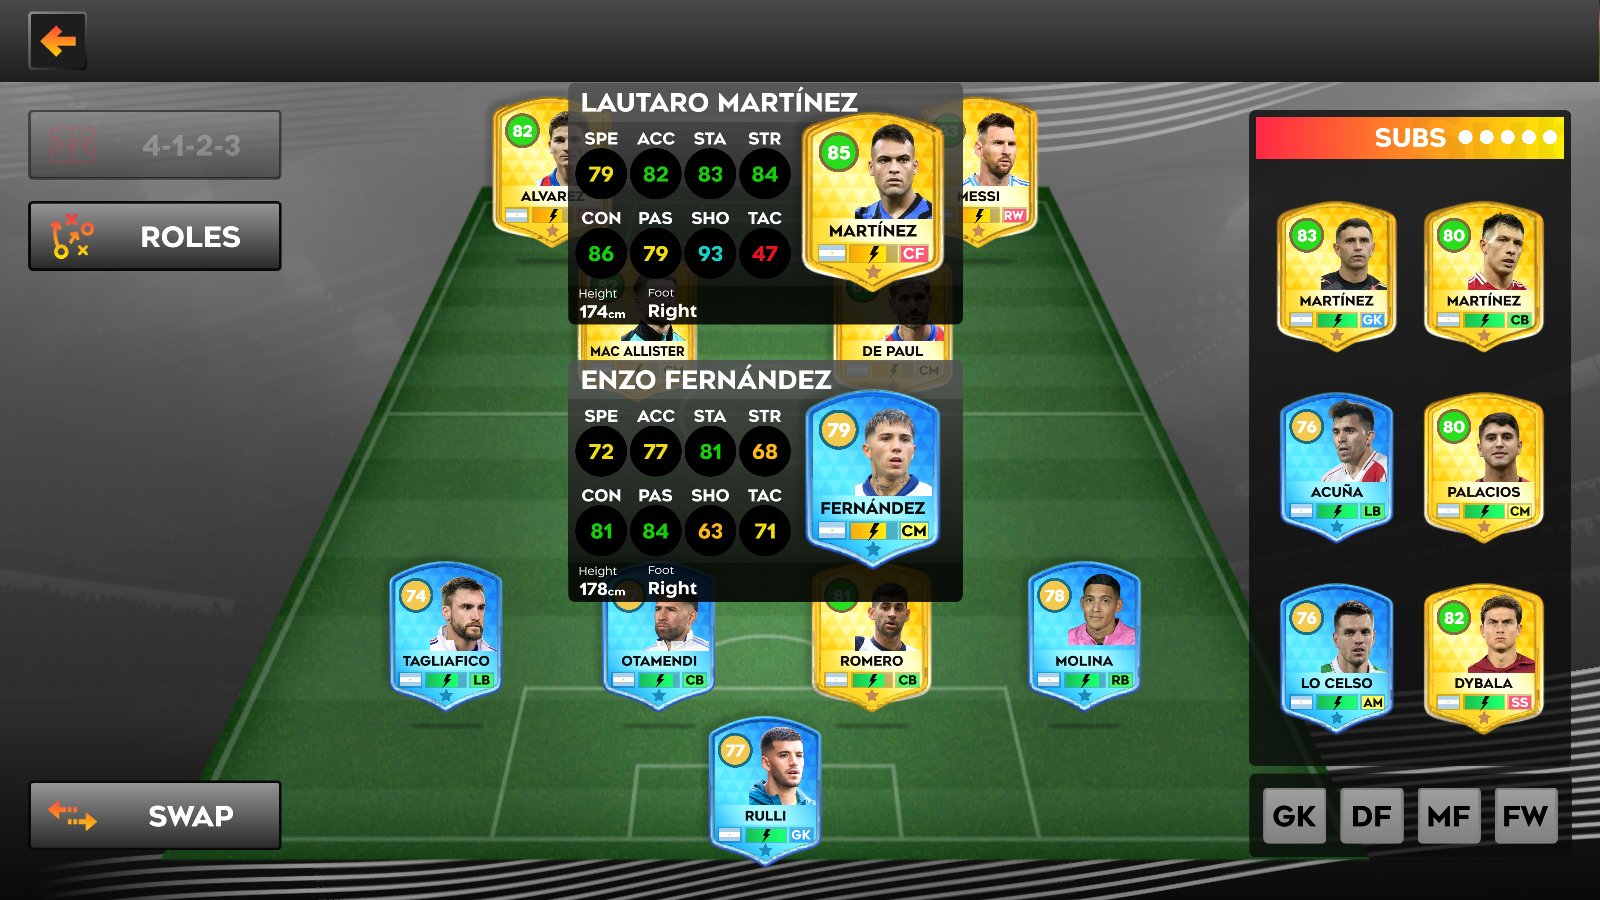 4-1-2-3
ROLES
SWAP
82
ALVAREZ
LAUTARO MARTÍNEZ
SPE ACC STA STR
79 82 83 84
CON PAS SHO TAC
86 79 93 47
Height Foot
174cm Right
85
MARTÍNEZ
CF
MESSI
RW
MAC ALLISTER
DE PAUL
CM
ENZO FERNÁNDEZ
SPE ACC STA STR
72 77 81 68
CON PAS SHO TAC
81 84 63 71
Height Foot
178cm Right
79
FERNÁNDEZ
CM
74
TAGLIAFICO
LB
OTAMENDI
CB
81
ROMERO
CB
78
MOLINA
RB
77
RULLI
GK
SUBS
83
MARTÍNEZ
GK
80
MARTÍNEZ
CB
76
ACUÑA
LB
80
PALACIOS
CM
76
LO CELSO
AM
82
DYBALA
SS
GK DF MF FW